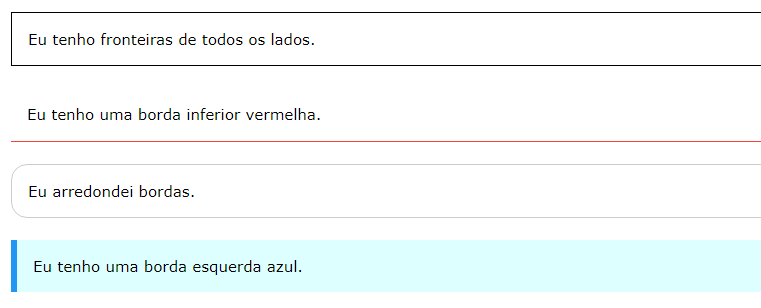 Eu tenho fronteiras de todos os lados.
Eu tenho uma borda inferior vermelha.
Eu arredondei bordas.
Eu tenho uma borda esquerda azul.